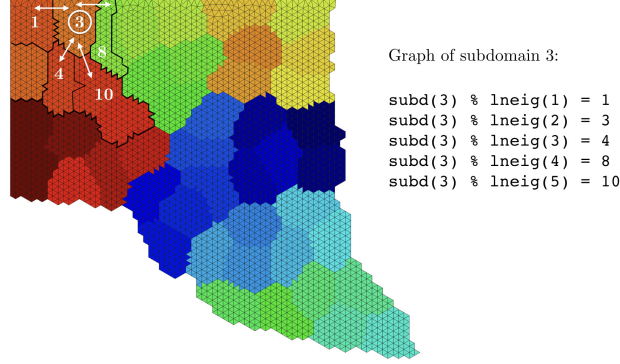 1
3
8
4
10
Graph of subdomain 3:
subd(3) % lneig(1) = 1
subd(3) % lneig(2) = 3
subd(3) % lneig(3) = 4
subd(3) % lneig(4) = 8
subd(3) % lneig(5) = 10